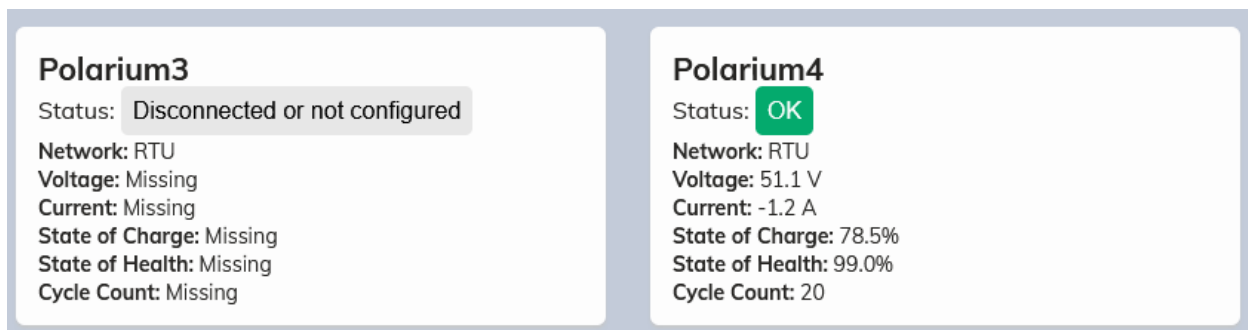 Polarium3
Status: Disconnected or not configured
Network: RTU
Voltage: Missing
Current: Missing
State of Charge: Missing
State of Health: Missing
Cycle Count: Missing
Polarium4
Status: OK
Network: RTU
Voltage: 51.1 V
Current: -1.2 A
State of Charge: 78.5%
State of Health: 99.0%
Cycle Count: 20